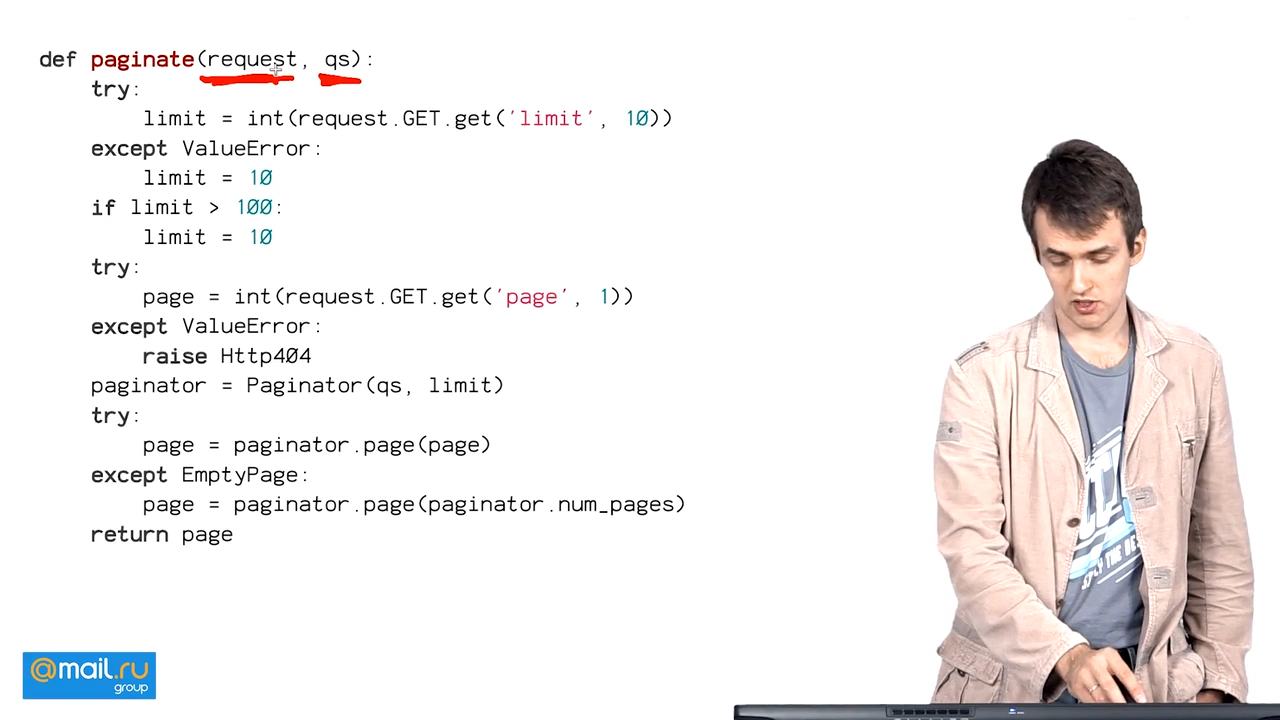 def paginate(request, qs):
    try:
        limit = int(request.GET.get('limit', 10))
    except ValueError:
        limit = 10
    if limit > 100:
        limit = 10
    try:
        page = int(request.GET.get('page', 1))
    except ValueError:
        raise Http404
    paginator = Paginator(qs, limit)
    try:
        page = paginator.page(page)
    except EmptyPage:
        page = paginator.page(paginator.num_pages)
    return page
@mail.ru
group